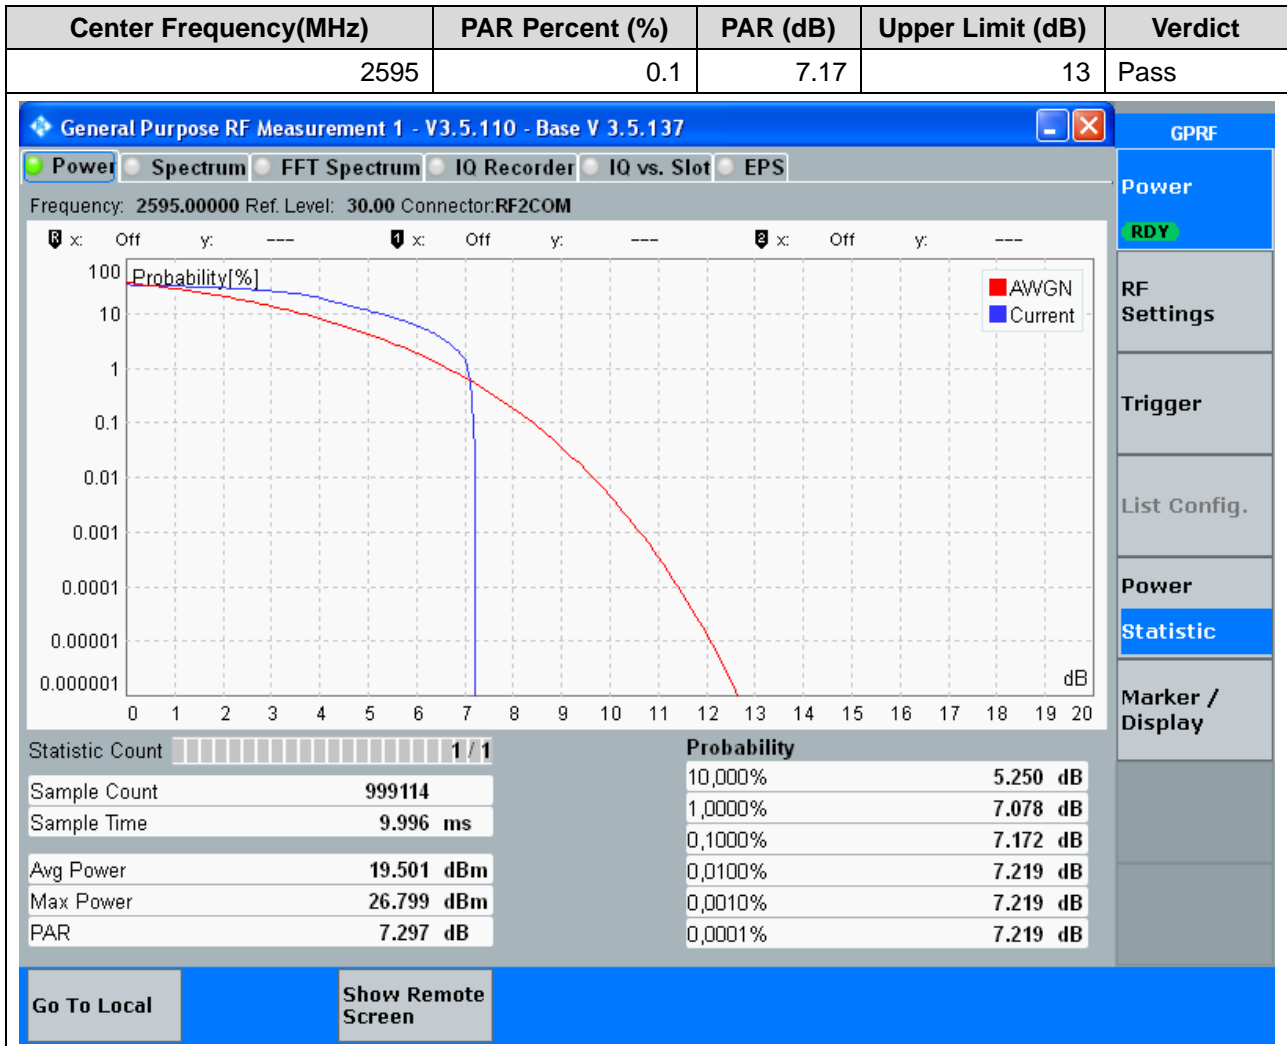 Center Frequency(MHz) PAR Percent (%) PAR (dB) Upper Limit (dB) Verdict
2595 0.1 7.17 13 Pass
General Purpose RF Measurement 1 - V3.5.110 - Base V 3.5.137
GPRF
Power Spectrum FFT Spectrum IQ Recorder IQ vs. Slot EPS
Power
RDY
Frequency: 2595.00000 Ref. Level: 30.00 Connector:RF2COM
R x: Off y: --- 1 x: Off y: --- 2 x: Off y: ---
Probability[%]
100
10
1
0.1
0.01
0.001
0.0001
0.00001
0.000001
AWGN
Current
dB
0 1 2 3 4 5 6 7 8 9 10 11 12 13 14 15 16 17 18 19 20
RF
Settings
Trigger
List Config.
Power
Statistic
Marker /
Display
Statistic Count 1 / 1
Sample Count 999114
Sample Time 9.996 ms
Avg Power 19.501 dBm
Max Power 26.799 dBm
PAR 7.297 dB
Probability
10,000% 5.250 dB
1,0000% 7.078 dB
0,1000% 7.172 dB
0,0100% 7.219 dB
0,0010% 7.219 dB
0,0001% 7.219 dB
Go To Local
Show Remote
Screen